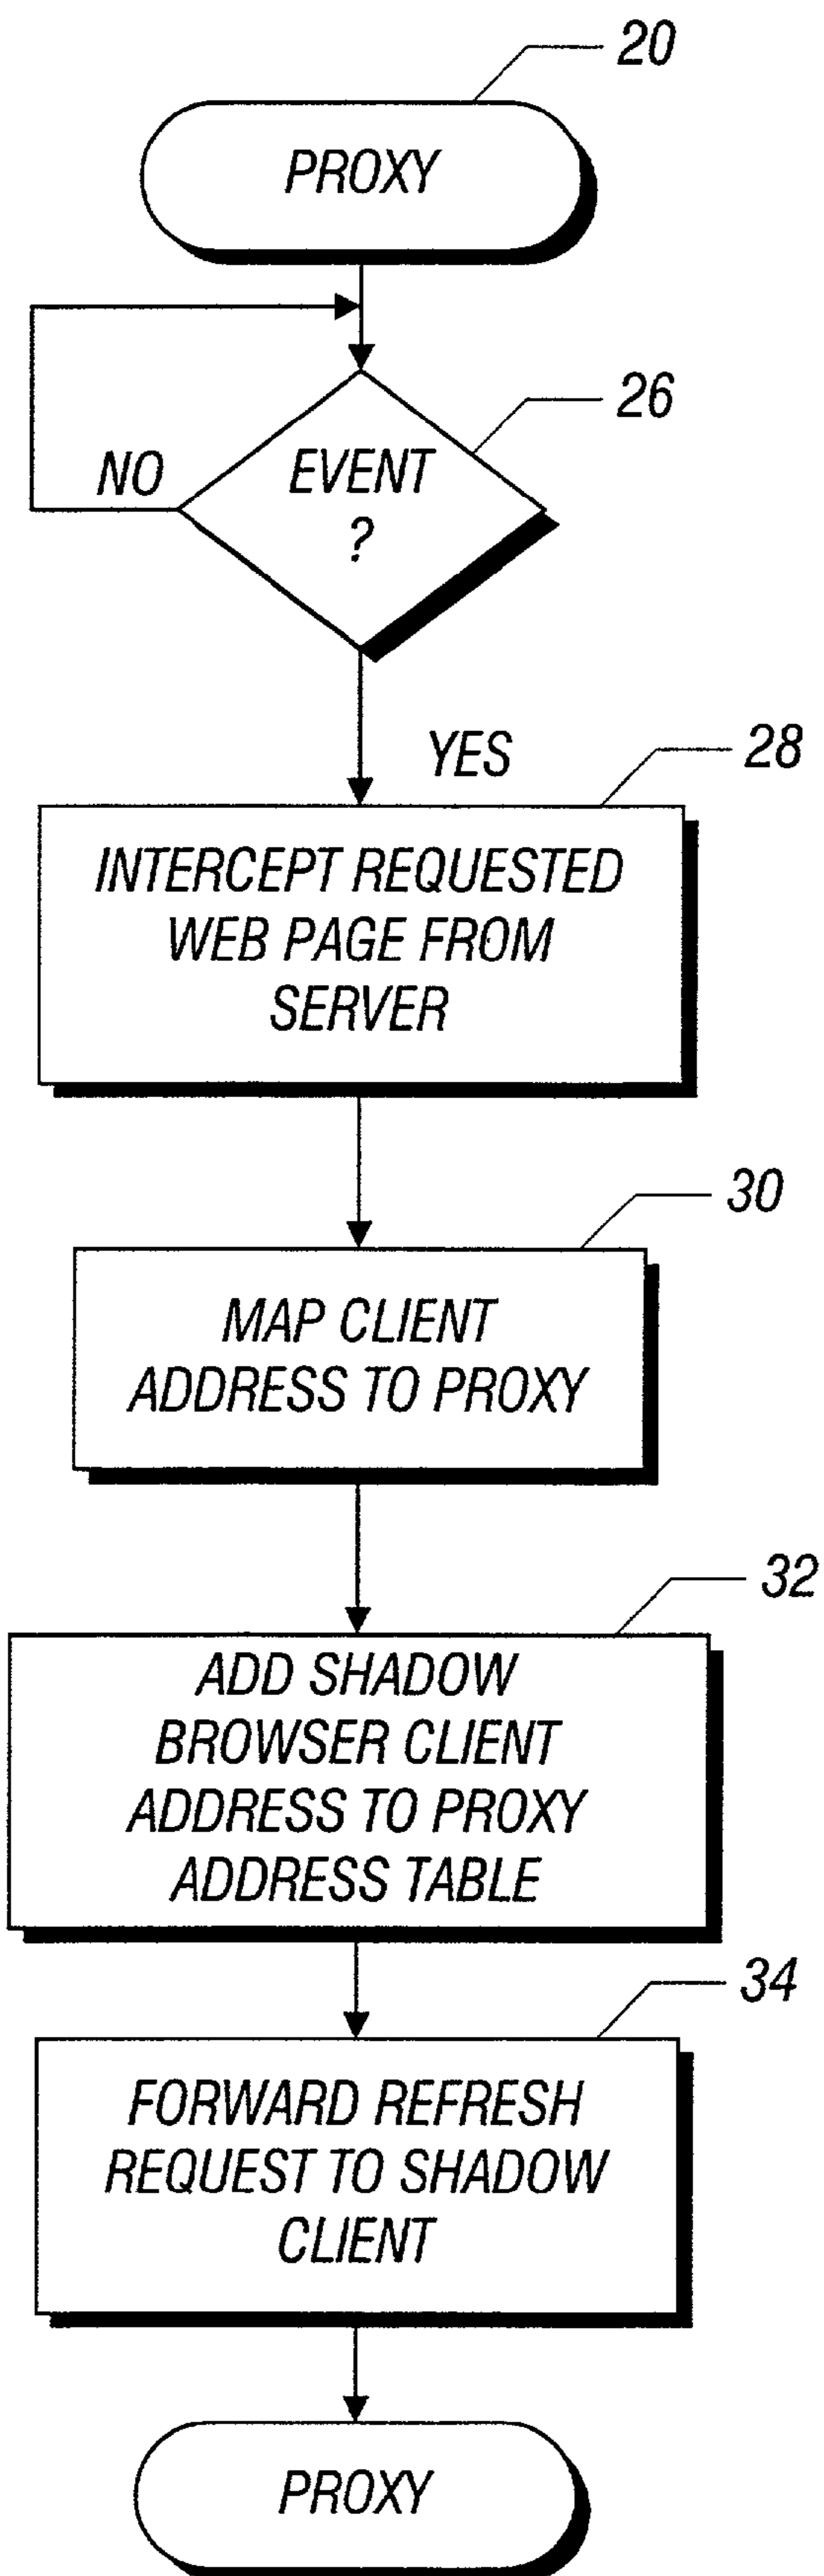 20
PROXY
26
EVENT
?
NO
YES
28
INTERCEPT REQUESTED
WEB PAGE FROM
SERVER
30
MAP CLIENT
ADDRESS TO PROXY
32
ADD SHADOW
BROWSER CLIENT
ADDRESS TO PROXY
ADDRESS TABLE
34
FORWARD REFRESH
REQUEST TO SHADOW
CLIENT
PROXY